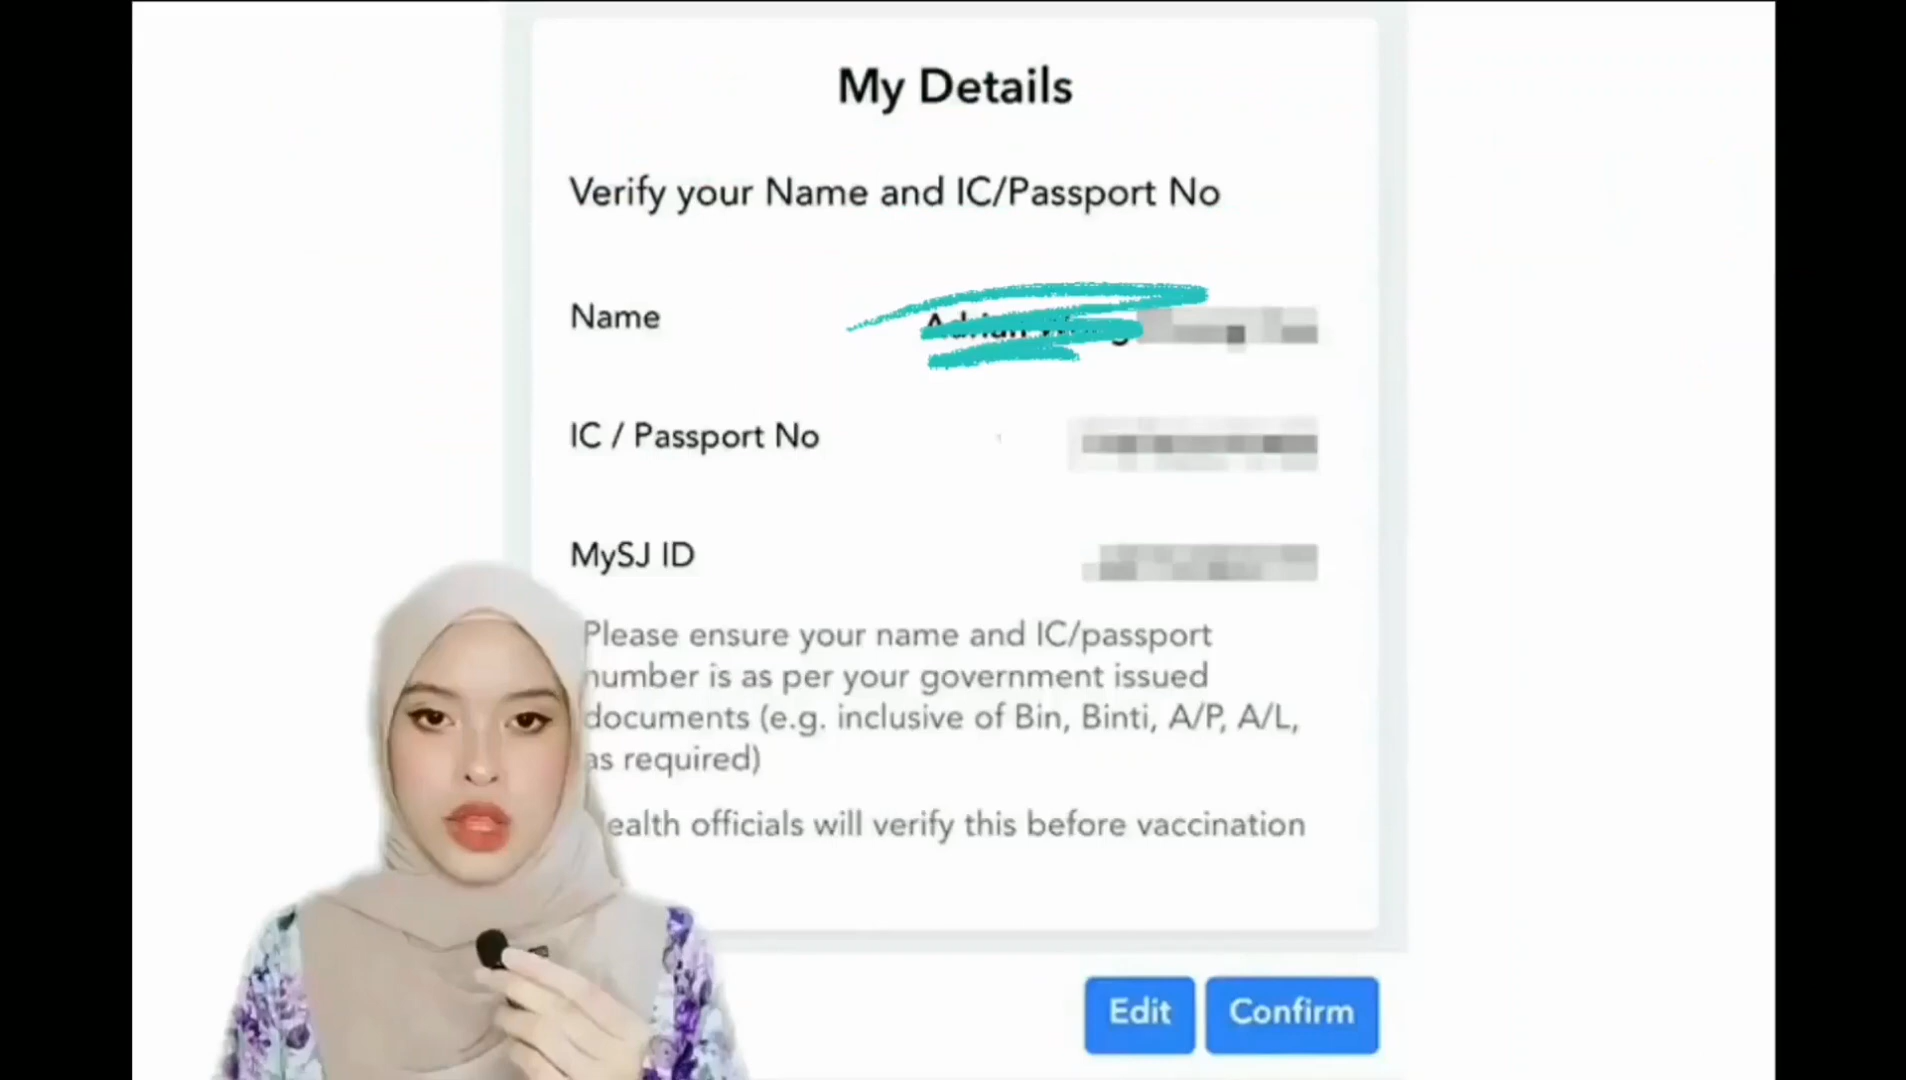 My Details
Verify your Name and IC/Passport No
Name
IC / Passport No
MySJ ID
Please ensure your name and IC/passport
number is as per your government issued
documents (e.g. inclusive of Bin, Binti, A/P, A/L,
as required)
ealth officials will verify this before vaccination
Edit
Confirm